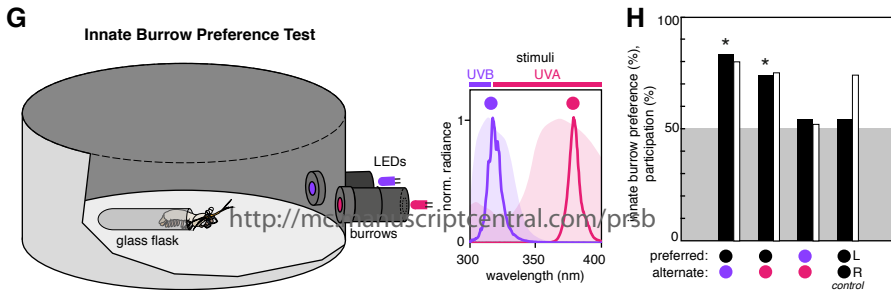 G
Innate Burrow Preference Test
LEDs
burrows
glass flask
stimuli
UVB UVA
norm. radiance
1
0
300 350 400
wavelength (nm)
H
Innate burrow preference (%),
participation (%)
100
50
0
* *
preferred: L
alternate: R
control
http://mc.manuscriptcentral.com/prsb